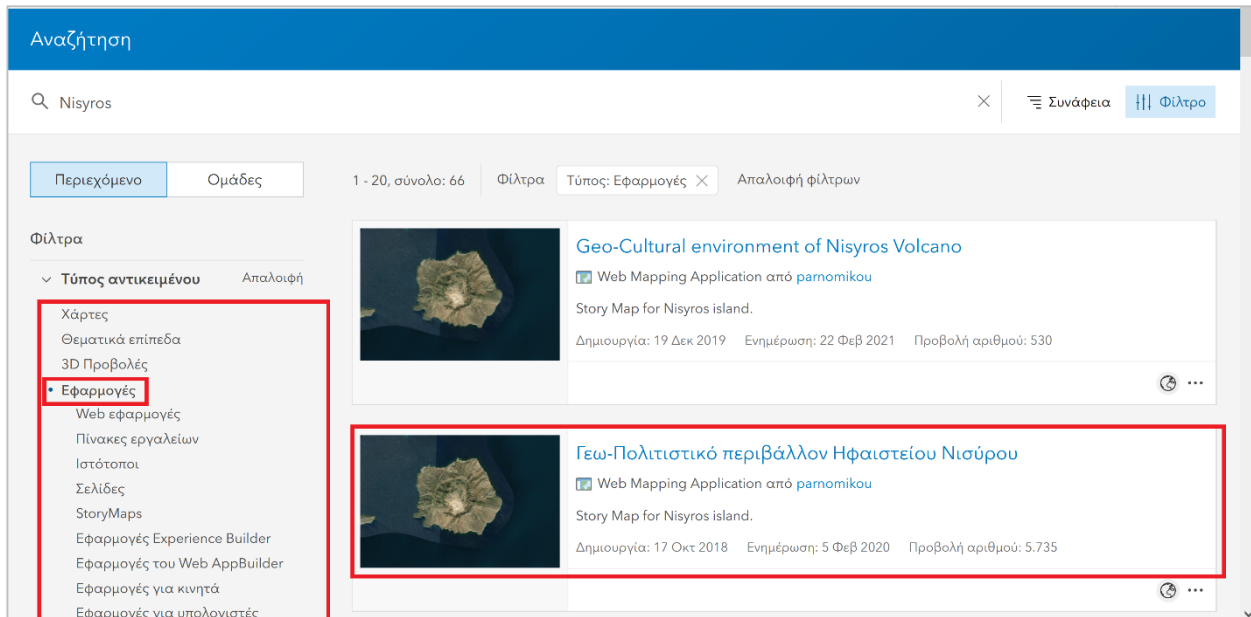 Αναζήτηση
Nisyros
Συνάφεια
Φίλτρο
Περιεχόμενο
Ομάδες
1 - 20, σύνολο: 66
Φίλτρα
Τύπος: Εφαρμογές
Απαλοιφή φίλτρων
Φίλτρα
Τύπος αντικειμένου
Απαλοιφή
Χάρτες
Θεματικά επίπεδα
3D Προβολές
Εφαρμογές
Web εφαρμογές
Πίνακες εργαλείων
Ιστότοποι
Σελίδες
StoryMaps
Εφαρμογές Experience Builder
Εφαρμογές του Web AppBuilder
Εφαρμογές για κινητά
Εφαρμογές για υπολογιστές
Geo-Cultural environment of Nisyros Volcano
Web Mapping Application από parnomikou
Story Map for Nisyros island.
Δημιουργία: 19 Δεκ 2019 Ενημέρωση: 22 Φεβ 2021 Προβολή αριθμού: 530
Γεω-Πολιτιστικό περιβάλλον Ηφαιστείου Νισύρου
Web Mapping Application από parnomikou
Story Map for Nisyros island.
Δημιουργία: 17 Οκτ 2018 Ενημέρωση: 5 Φεβ 2020 Προβολή αριθμού: 5.735